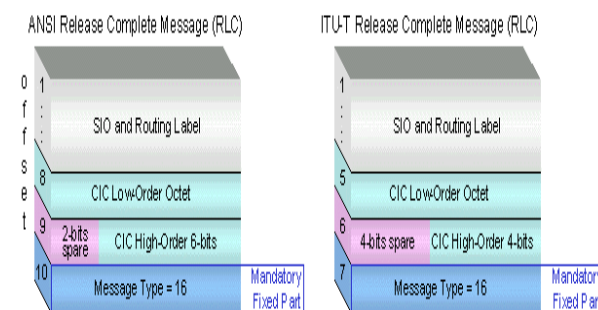 ANSI Release Complete Message (RLC)
offset
1
:
:
SIO and Routing Label
8
CIC Low-Order Octet
9
2-bits spare
CIC High-Order 6-bits
10
Message Type = 16
Mandatory
Fixed Part
ITU-T Release Complete Message (RLC)
1
:
:
SIO and Routing Label
5
CIC Low-Order Octet
6
4-bits spare
CIC High-Order 4-bits
7
Message Type = 16
Mandatory
Fixed Part